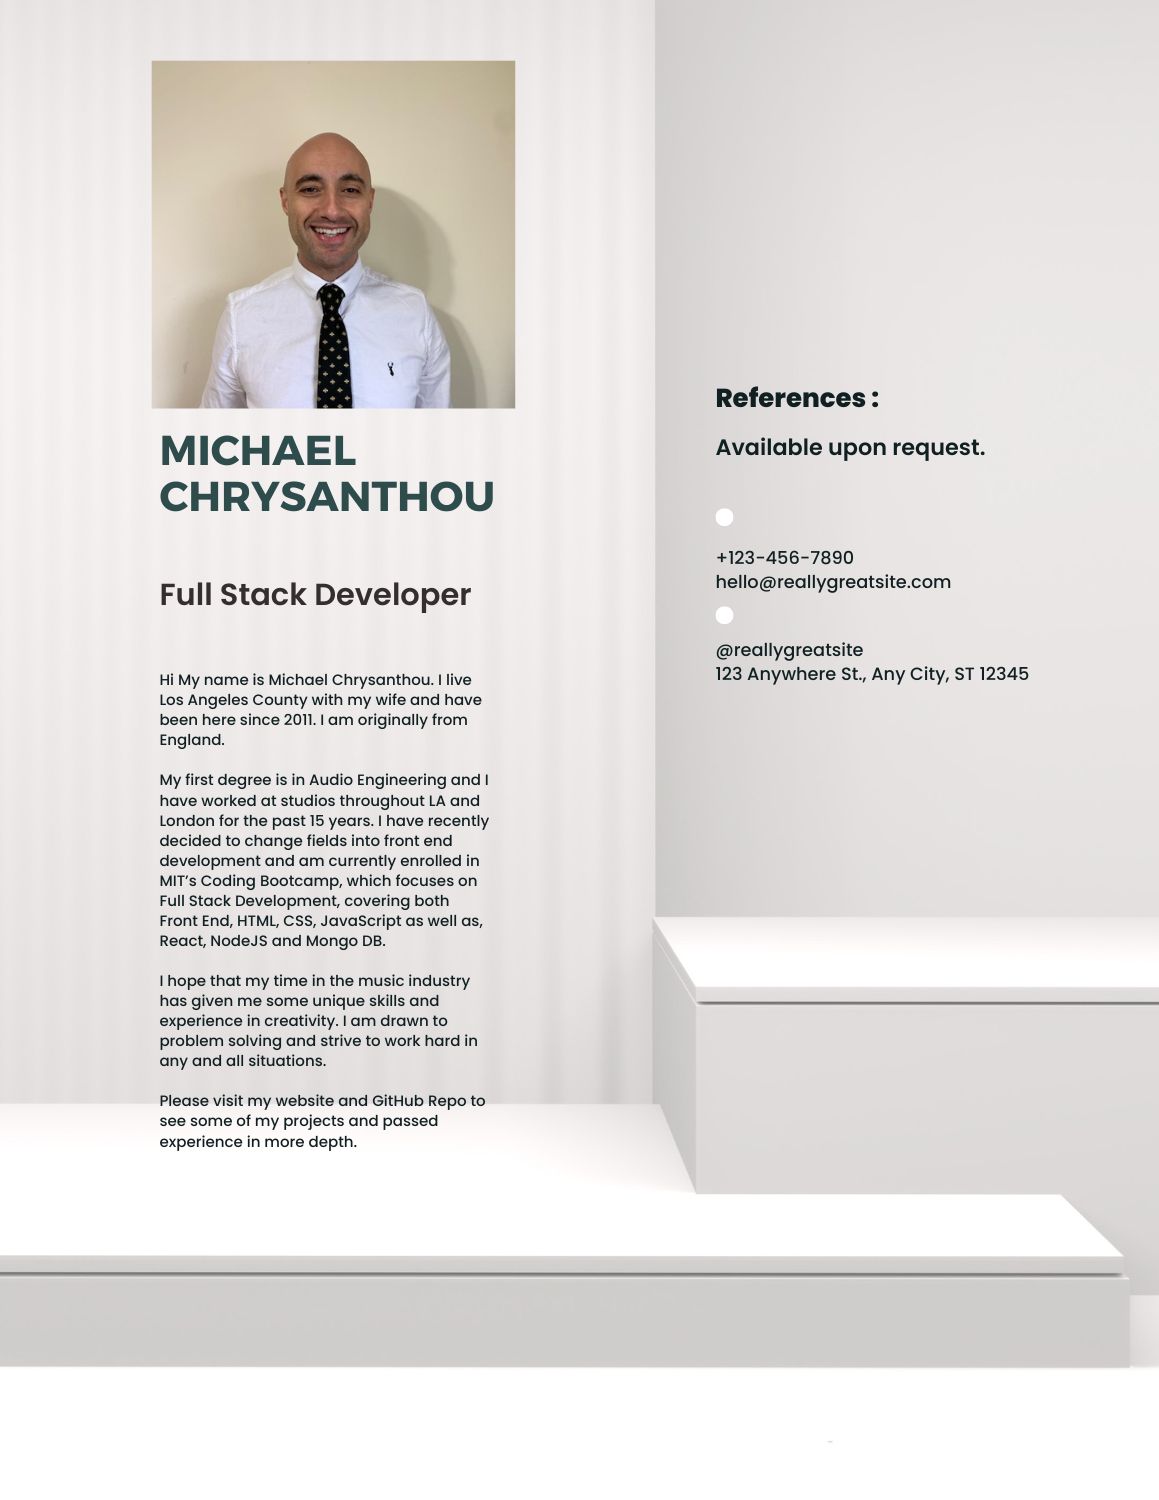 MICHAEL
CHRYSANTHOU
Full Stack Developer
Hi My name is Michael Chrysanthou. I live
Los Angeles County with my wife and have
been here since 2011. I am originally from
England.
My first degree is in Audio Engineering and I
have worked at studios throughout LA and
London for the past 15 years. I have recently
decided to change fields into front end
development and am currently enrolled in
MIT’s Coding Bootcamp, which focuses on
Full Stack Development, covering both
Front End, HTML, CSS, JavaScript as well as,
React, NodeJS and Mongo DB.
I hope that my time in the music industry
has given me some unique skills and
experience in creativity. I am drawn to
problem solving and strive to work hard in
any and all situations.
Please visit my website and GitHub Repo to
see some of my projects and passed
experience in more depth.
References :
Available upon request.
+123-456-7890
hello@reallygreatsite.com
@reallygreatsite
123 Anywhere St., Any City, ST 12345